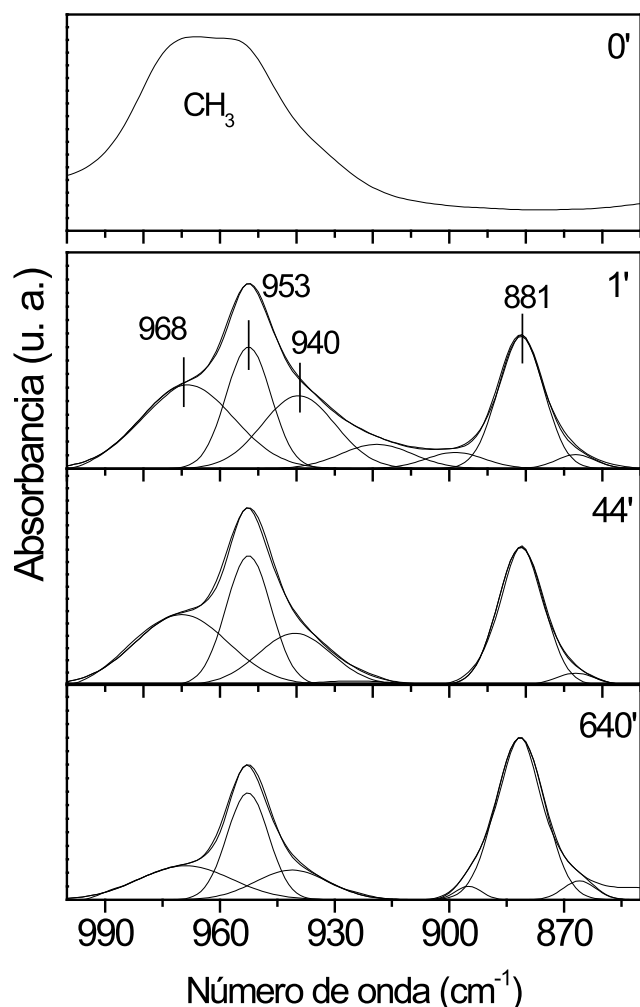 0'
CH3
Absorbancia (u. a.)
1'
968
953
940
881
44'
640'
990 960 930 900 870
Número de onda (cm-1)